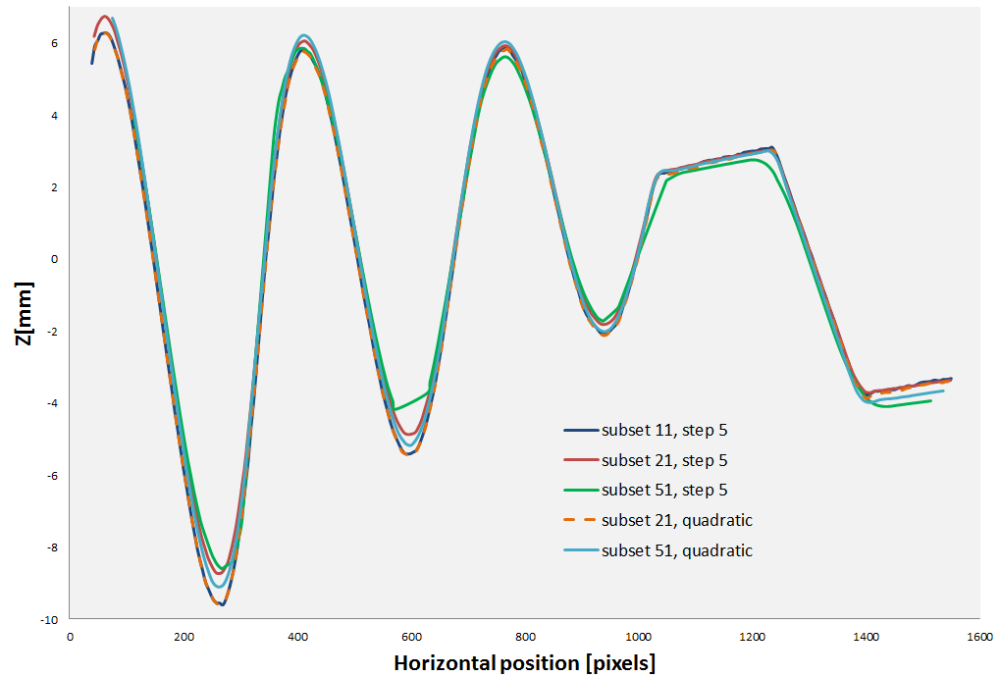 6
4
2
0
-2
-4
-6
-8
-10
Z[mm]
subset 11, step 5
subset 21, step 5
subset 51, step 5
subset 21, quadratic
subset 51, quadratic
0 200 400 600 800 1000 1200 1400 1600
Horizontal position [pixels]